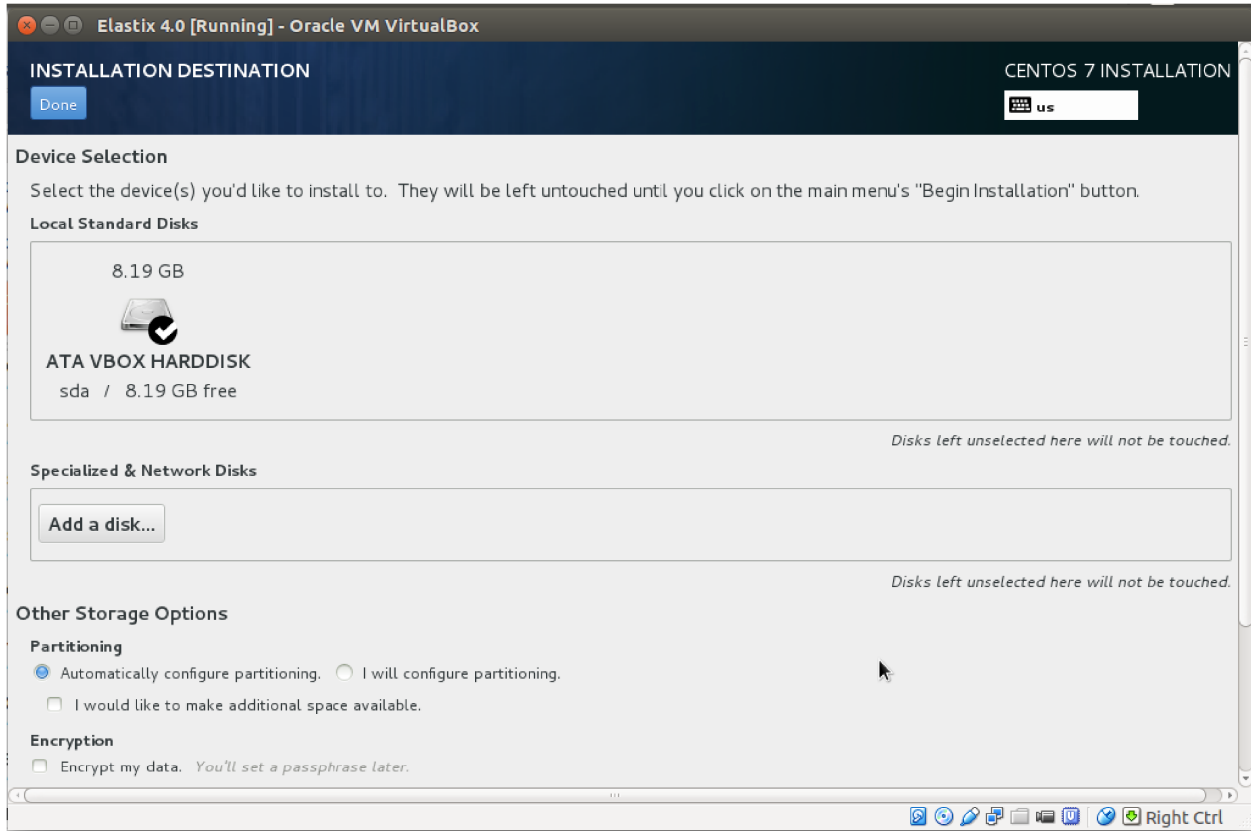 Elastix 4.0 [Running] - Oracle VM VirtualBox
INSTALLATION DESTINATION
CENTOS 7 INSTALLATION
Done
us
Device Selection
Select the device(s) you'd like to install to. They will be left untouched until you click on the main menu's "Begin Installation" button.
Local Standard Disks
8.19 GB
ATA VBOX HARDDISK
sda / 8.19 GB free
Disks left unselected here will not be touched.
Specialized & Network Disks
Add a disk...
Disks left unselected here will not be touched.
Other Storage Options
Partitioning
Automatically configure partitioning. I will configure partitioning.
I would like to make additional space available.
Encryption
Encrypt my data. You'll set a passphrase later.
Right Ctrl